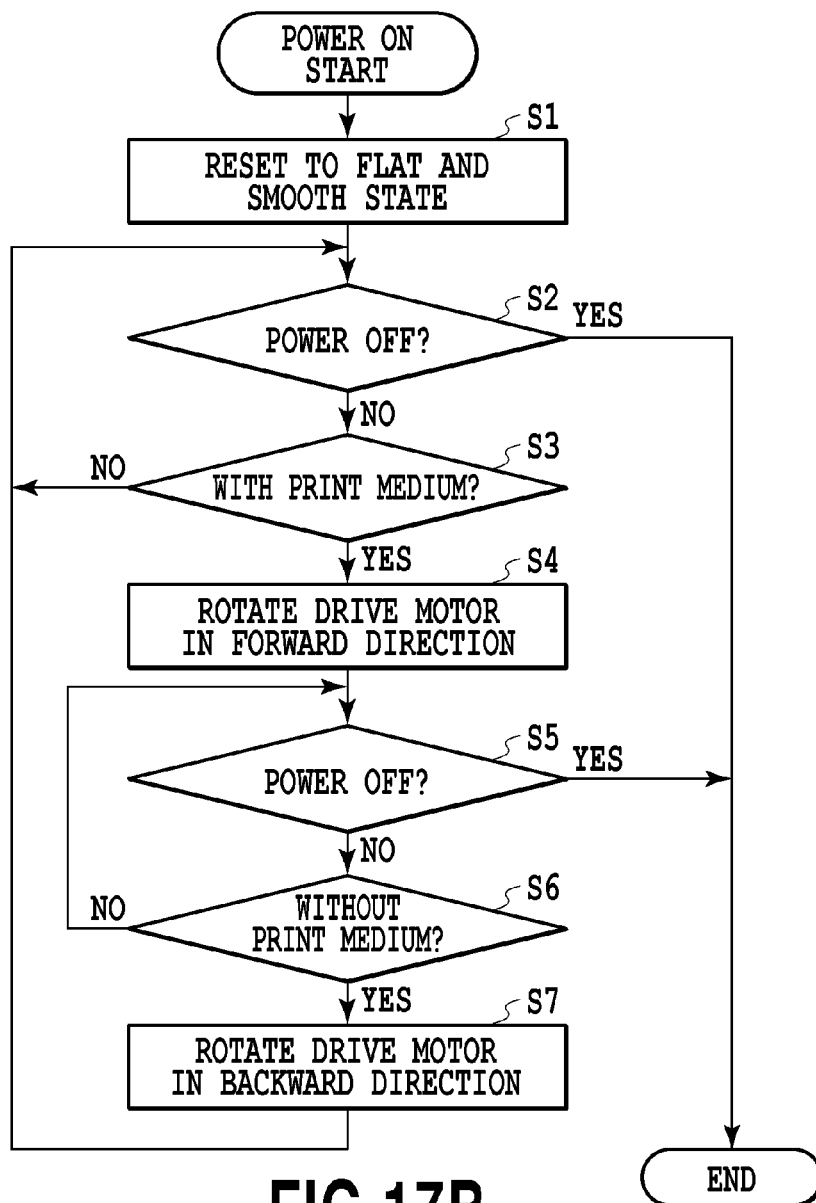 POWER ON
START
S1
RESET TO FLAT AND
SMOOTH STATE
S2
POWER OFF?
YES
NO
S3
WITH PRINT MEDIUM?
NO
YES
S4
ROTATE DRIVE MOTOR
IN FORWARD DIRECTION
S5
POWER OFF?
YES
NO
S6
WITHOUT
PRINT MEDIUM?
NO
YES
S7
ROTATE DRIVE MOTOR
IN BACKWARD DIRECTION
END
FIG.17B